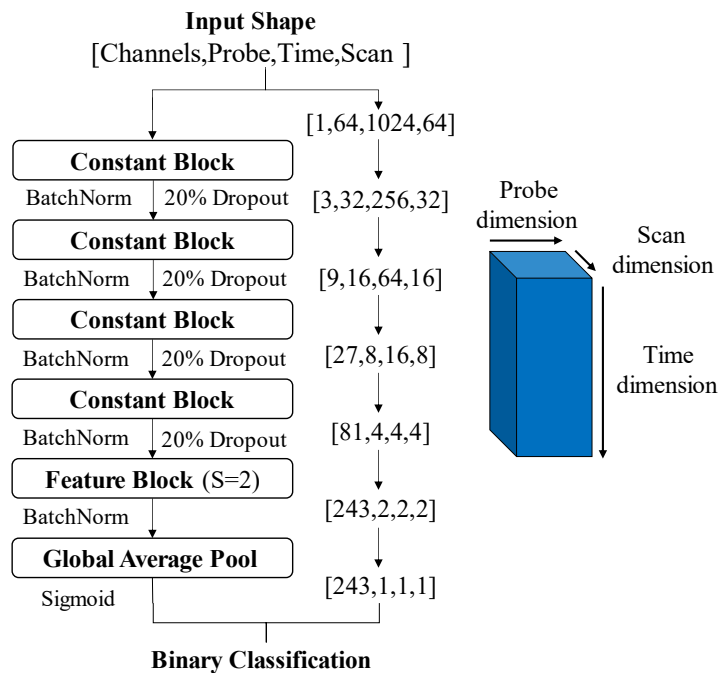 Input Shape
[Channels,Probe,Time,Scan ]
[1,64,1024,64]
Constant Block
BatchNorm
20% Dropout
[3,32,256,32]
Constant Block
BatchNorm
20% Dropout
[9,16,64,16]
Constant Block
BatchNorm
20% Dropout
[27,8,16,8]
Constant Block
BatchNorm
20% Dropout
[81,4,4,4]
Feature Block (S=2)
BatchNorm
[243,2,2,2]
Global Average Pool
Sigmoid
[243,1,1,1]
Binary Classification
Probe
dimension
Scan
dimension
Time
dimension